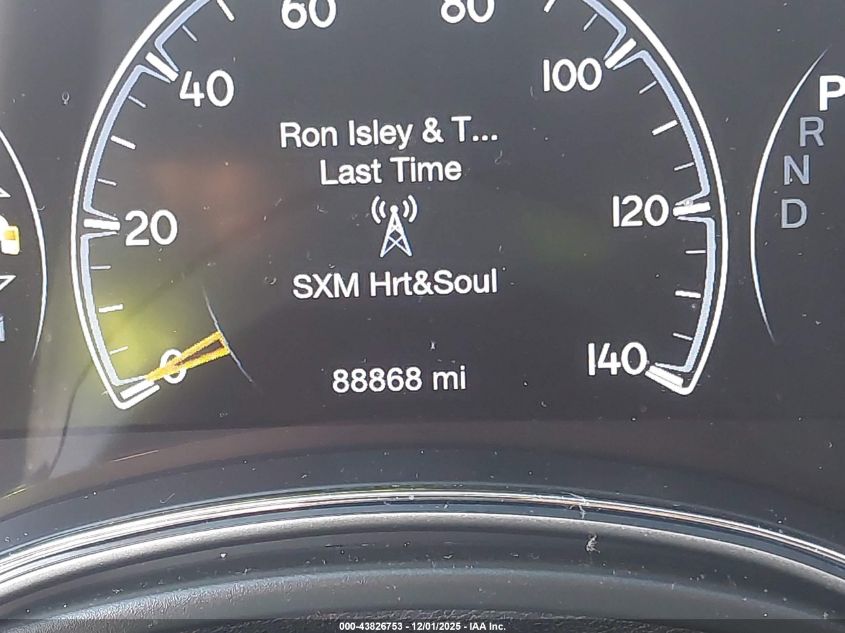 60
80
40
100
Ron Isley & T...
Last Time
20
120
SXM Hrt&Soul
0
140
88868 mi
P
R
N
D
000-43826753 - 12/01/2025 - IAA Inc.